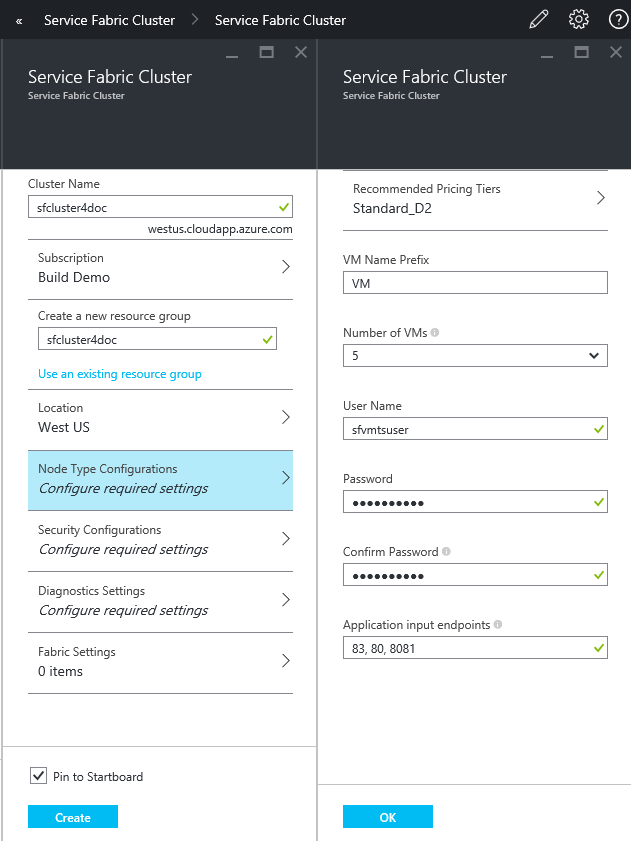 « Service Fabric Cluster > Service Fabric Cluster
Service Fabric Cluster
Service Fabric Cluster
Cluster Name
sfcluster4doc
westus.cloudapp.azure.com
Subscription
Build Demo
Create a new resource group
sfcluster4doc
Use an existing resource group
Location
West US
Node Type Configurations
Configure required settings
Security Configurations
Configure required settings
Diagnostics Settings
Configure required settings
Fabric Settings
0 items
Pin to Startboard
Create
Service Fabric Cluster
Service Fabric Cluster
Recommended Pricing Tiers
Standard_D2
VM Name Prefix
VM
Number of VMs
5
User Name
sfvmtsuser
Password
••••••••••
Confirm Password
••••••••••
Application input endpoints
83, 80, 8081
OK